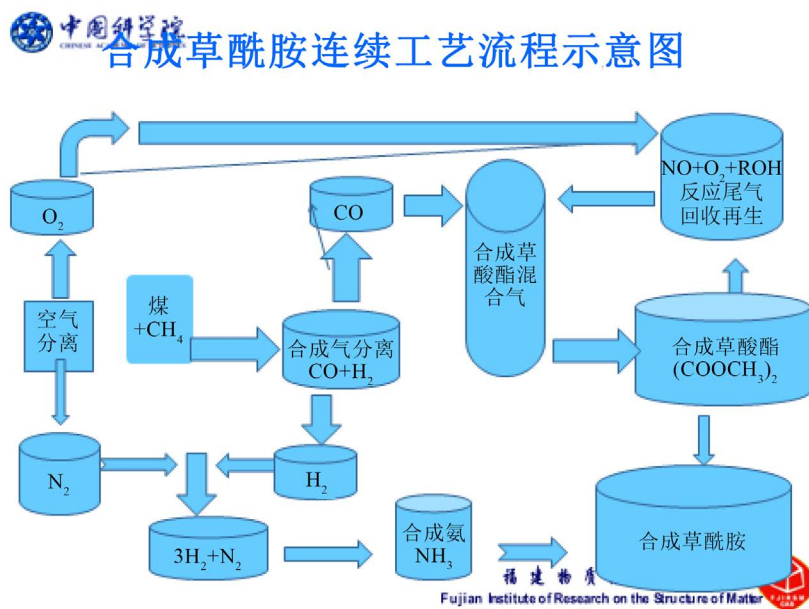 中国科学院
合成草酰胺连续工艺流程示意图
NO+O₂+ROH
反应尾气
回收再生
O₂
CO
合成草
酸酯混
合气
空气
分离
煤
+CH₄
合成气分离
CO+H₂
合成草酸酯
(COOCH₃)₂
N₂
H₂
3H₂+N₂
合成氨
NH₃
合成草酰胺
福建物质
Fujian Institute of Research on the Structure of Matter